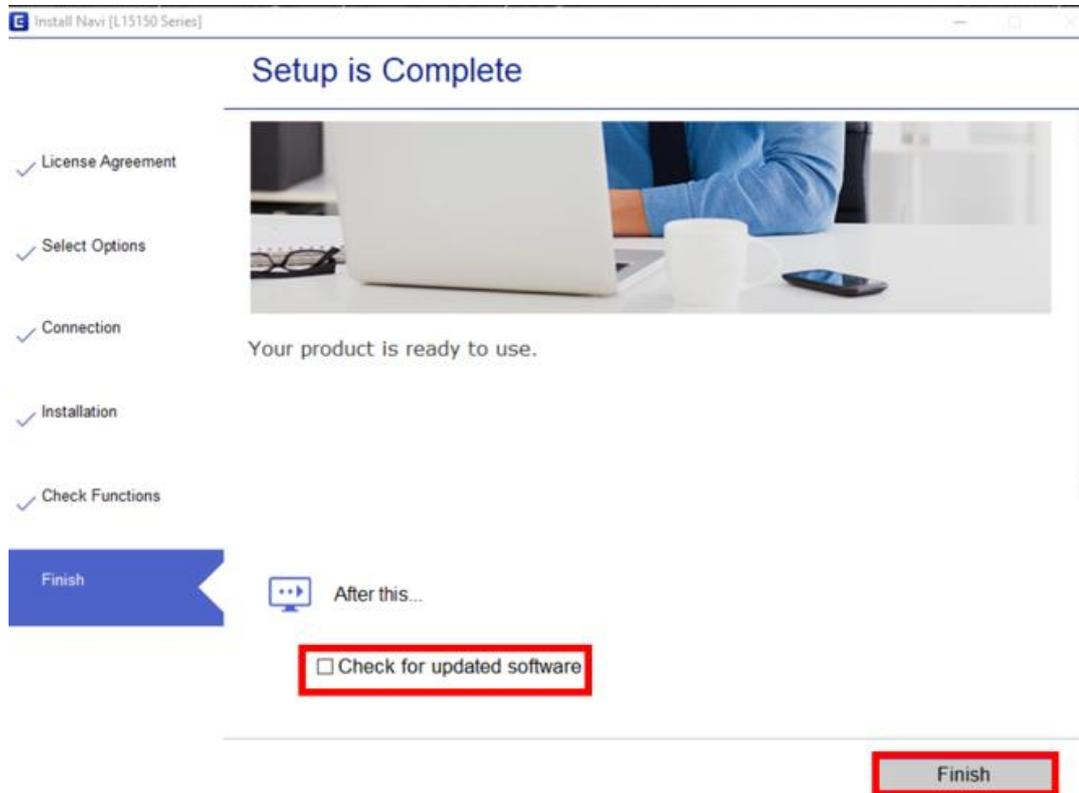 Install Navi [L15150 Series]
Setup is Complete
License Agreement
Select Options
Connection
Installation
Check Functions
Finish
Your product is ready to use.
After this...
Check for updated software
Finish